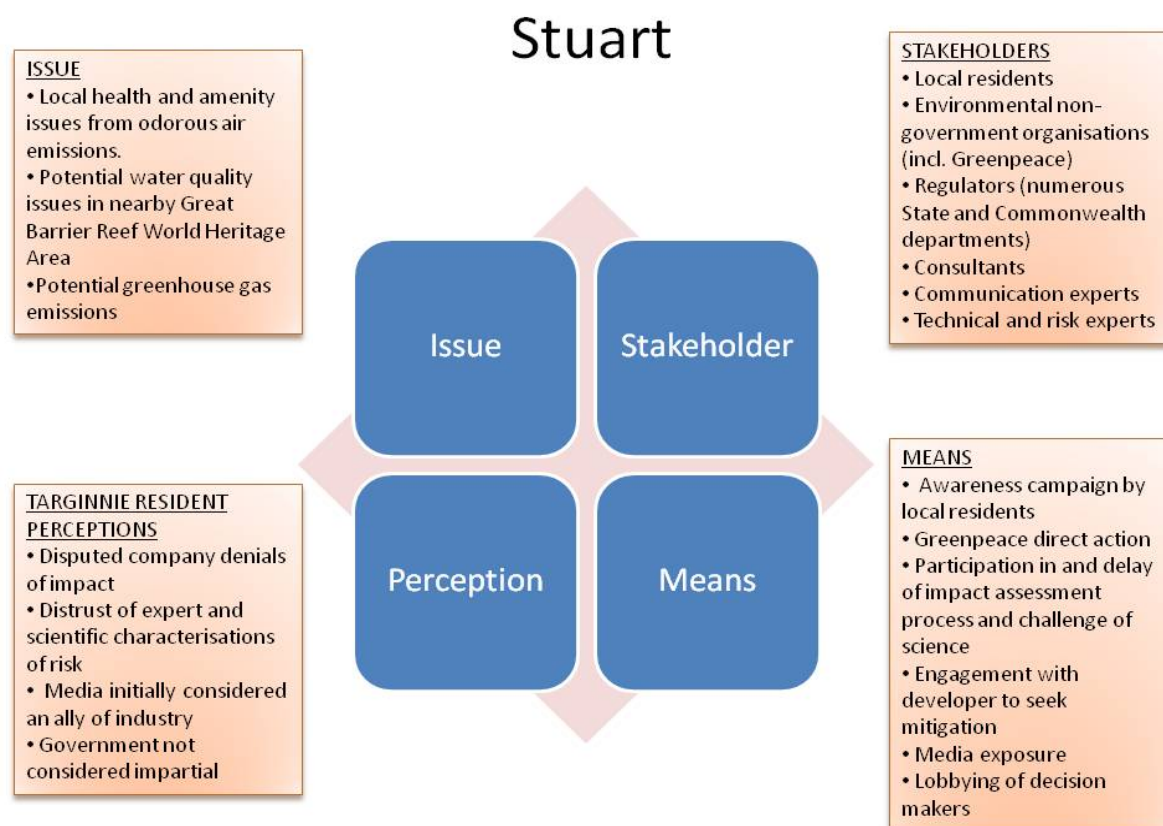 Stuart
ISSUE
• Local health and amenity
issues from odorous air
emissions.
• Potential water quality
issues in nearby Great
Barrier Reef World Heritage
Area
•Potential greenhouse gas
emissions
STAKEHOLDERS
• Local residents
• Environmental non-
government organisations
(incl. Greenpeace)
• Regulators (numerous
State and Commonwealth
departments)
• Consultants
• Communication experts
• Technical and risk experts
Issue
Stakeholder
Perception
Means
TARGINNIE RESIDENT
PERCEPTIONS
• Disputed company denials
of impact
• Distrust of expert and
scientific characterisations
of risk
• Media initially considered
an ally of industry
• Government not
considered impartial
MEANS
• Awareness campaign by
local residents
• Greenpeace direct action
• Participation in and delay
of impact assessment
process and challenge of
science
• Engagement with
developer to seek
mitigation
• Media exposure
• Lobbying of decision
makers